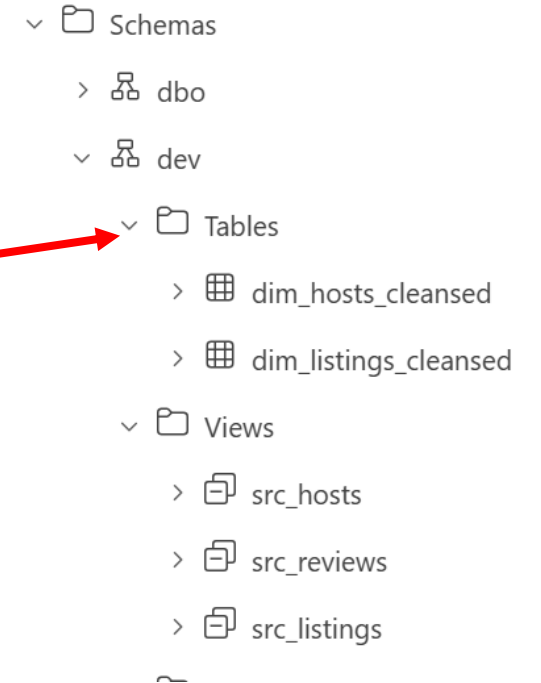 Schemas
dbo
dev
Tables
dim_hosts_cleansed
dim_listings_cleansed
Views
src_hosts
src_reviews
src_listings